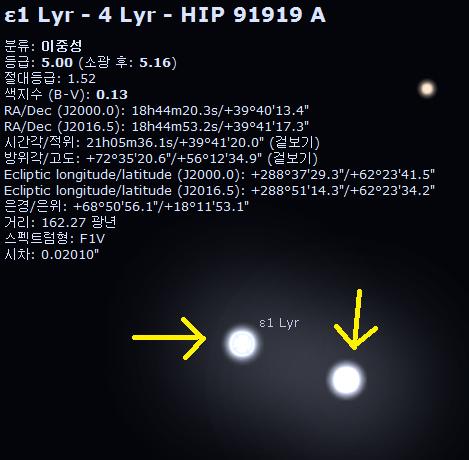 ε1 Lyr - 4 Lyr - HIP 91919 A
분류: 이중성
등급: 5.00 (소광 후: 5.16)
절대등급: 1.52
색지수 (B-V): 0.13
RA/Dec (J2000.0): 18h44m20.3s/+39°40'13.4"
RA/Dec (J2016.5): 18h44m53.2s/+39°41'17.3"
시간각/적위: 21h05m36.1s/+39°41'20.0" (겉보기)
방위각/고도: +72°35'20.6"/+56°12'34.9" (겉보기)
Ecliptic longitude/latitude (J2000.0): +288°37'29.3"/+62°23'41.5"
Ecliptic longitude/latitude (J2016.5): +288°51'14.3"/+62°23'34.2"
은경/은위: +68°50'56.1"/+18°11'53.1"
거리: 162.27 광년
스펙트럼형: F1V
시차: 0.02010"
ε1 Lyr